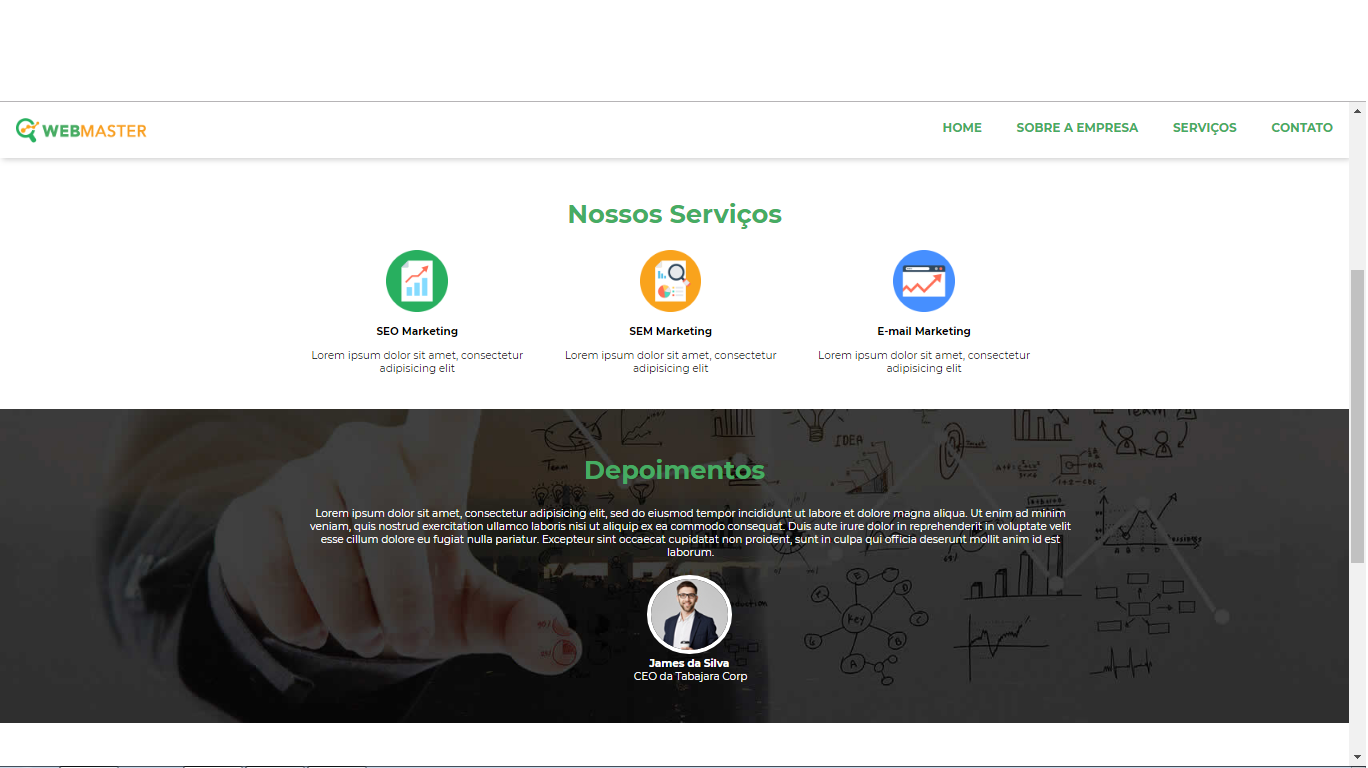 WEBMASTER
HOME SOBRE A EMPRESA SERVIÇOS CONTATO
Nossos Serviços
SEO Marketing
Lorem ipsum dolor sit amet, consectetur
adipisicing elit
SEM Marketing
Lorem ipsum dolor sit amet, consectetur
adipisicing elit
E-mail Marketing
Lorem ipsum dolor sit amet, consectetur
adipisicing elit
Team
IDEA
Target
Team
Depoimentos
Lorem ipsum dolor sit amet, consectetur adipisicing elit, sed do eiusmod tempor incididunt ut labore et dolore magna aliqua. Ut enim ad minim
veniam, quis nostrud exercitation ullamco laboris nisi ut aliquip ex ea commodo consequat. Duis aute irure dolor in reprehenderit in voluptate velit
esse cillum dolore eu fugiat nulla pariatur. Excepteur sint occaecat cupidatat non proident, sunt in culpa qui officia deserunt mollit anim id est
laborum.
A B C D
Key
James da Silva
CEO da Tabajara Corp